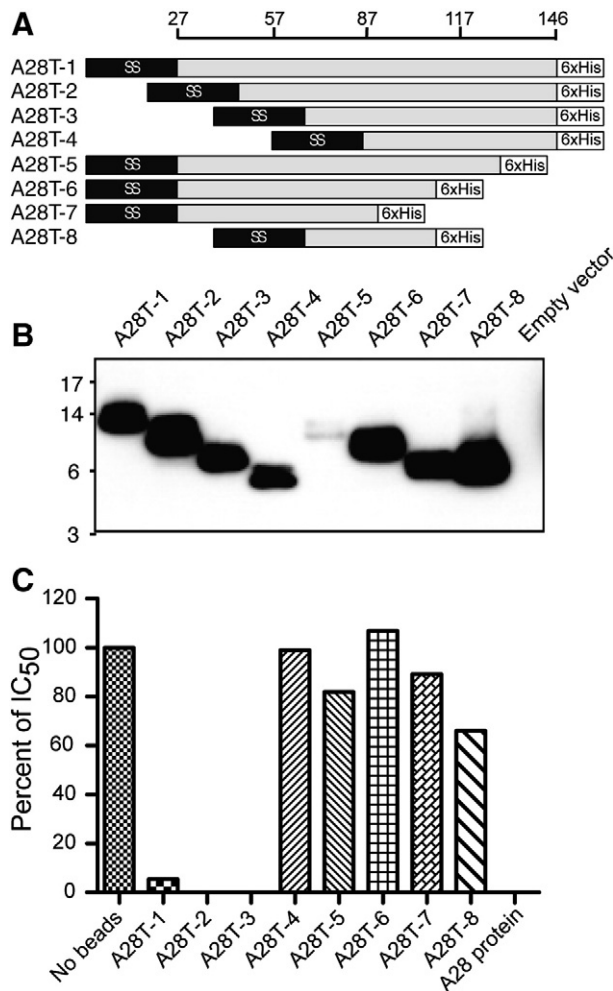 A
27 57 87 117 146
A28T-1 SS 6xHis
A28T-2 SS 6xHis
A28T-3 SS 6xHis
A28T-4 SS 6xHis
A28T-5 SS 6xHis
A28T-6 SS 6xHis
A28T-7 SS 6xHis
A28T-8 SS 6xHis
B
A28T-1 A28T-2 A28T-3 A28T-4 A28T-5 A28T-6 A28T-7 A28T-8 Empty vector
17
14
6
3
C
Percent of IC50
120
100
80
60
40
20
0
No beads A28T-1 A28T-2 A28T-3 A28T-4 A28T-5 A28T-6 A28T-7 A28T-8 A28 protein